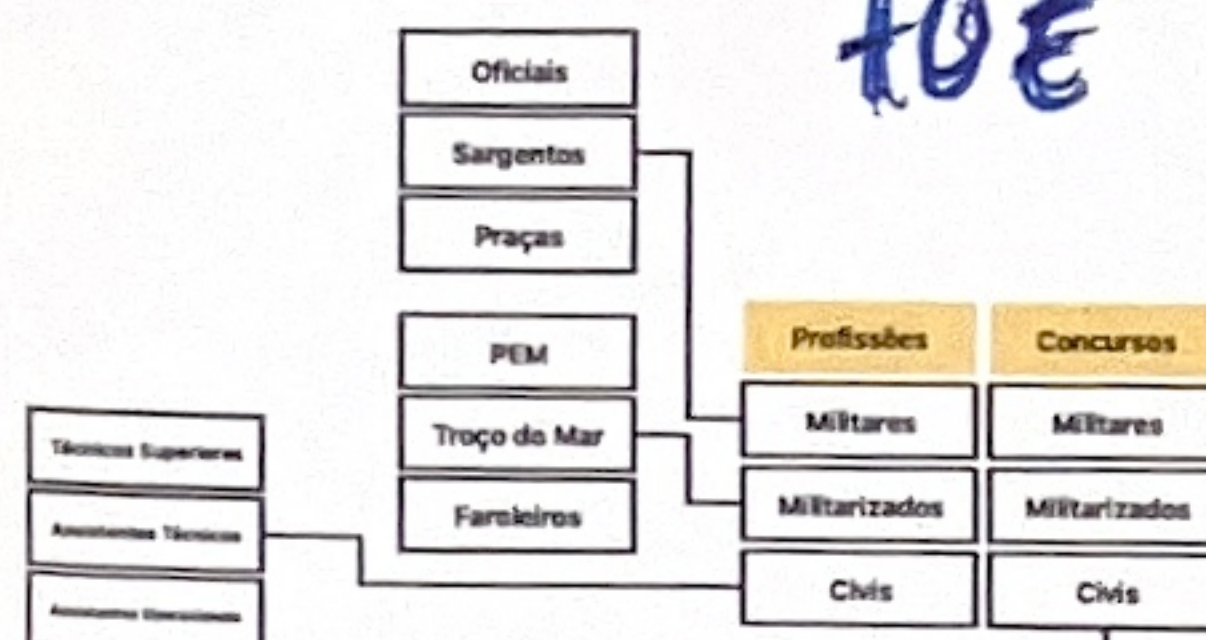 Oficiais
Sargentos
Praças
PEM
Troço do Mar
Faroleiros
Técnicos Superiores
Assistentes Técnicos
Profissões
Concursos
Militares
Militares
Militarizados
Militarizados
Civis
Civis